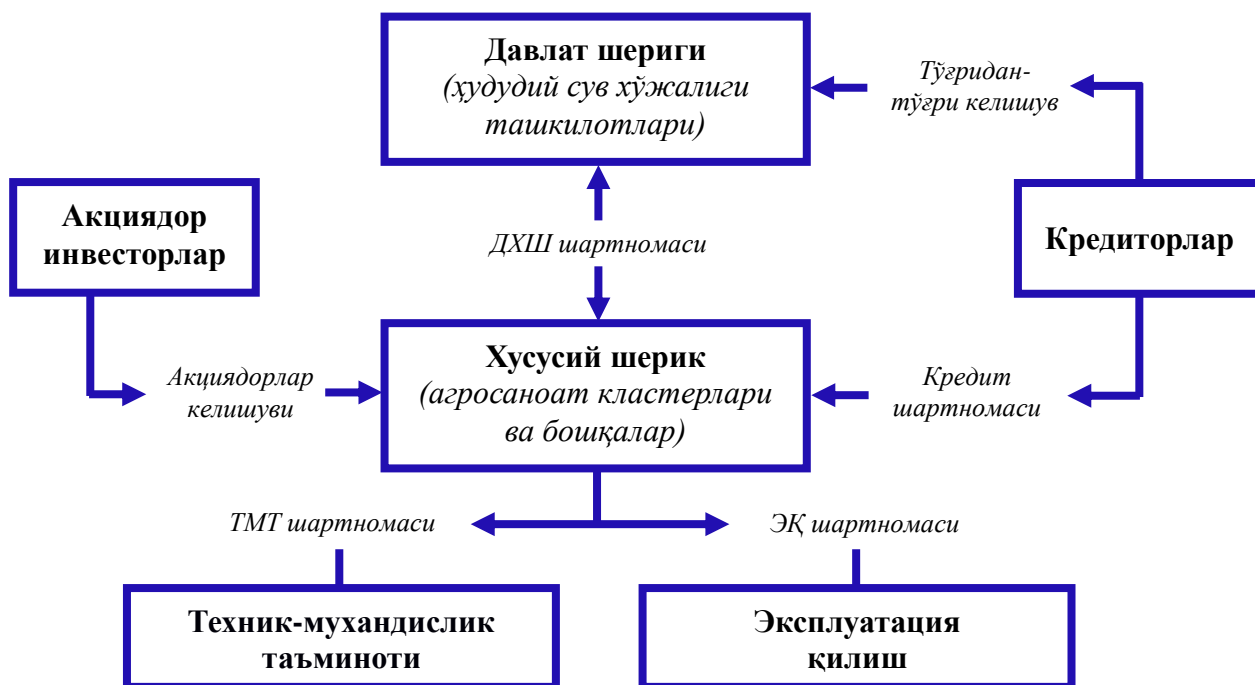 Давлат шериги
(ҳудудий сув хўжалиги
ташкилотлари)
Тўғридан-
тўғри келишув
Акциядор
инвесторлар
ДХШ шартномаси
Кредиторлар
Хусусий шерик
(агросаноат кластерлари
ва бошқалар)
Акциядорлар
келишуви
Кредит
шартномаси
ТМТ шартномаси
ЭҚ шартномаси
Техник-мухандислик
таъминоти
Эксплуатация
қилиш